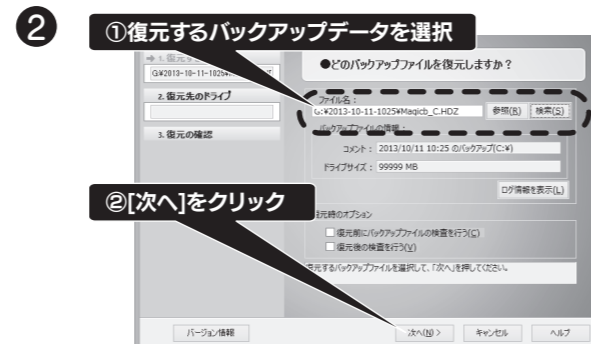 2
①復元するバックアップデータを選択
➔ 1. 復元す
G:¥2013-10-11-1025¥
●どのバックアップファイルを復元しますか？
2. 復元先のドライブ
ファイル名：
G:¥2013-10-11-1025¥Magicb_C.HDZ
参照(R)
検索(S)
バックアップファイルの情報：
3. 復元の確認
コメント： 2013/10/11 10:25 のバックアップ(C:¥)
ドライブサイズ： 99999 MB
ログ情報を表示(L)
②[次へ]をクリック
復元時のオプション
復元前にバックアップファイルの検査を行う(C)
復元後の検査を行う(V)
復元するバックアップファイルを選択して、「次へ」を押してください。
バージョン情報
次へ(N) >
キャンセル
ヘルプ